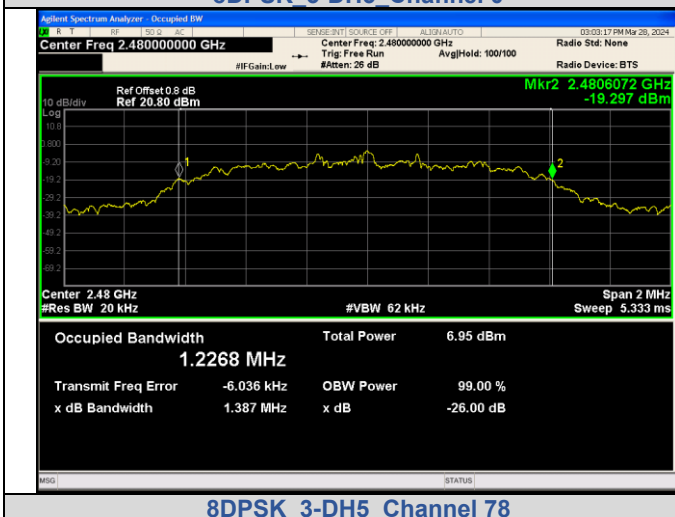 Agilent Spectrum Analyzer - Occupied BW
R T RF 50 Ω AC SENSE:INT SOURCE OFF ALIGNAUTO 03:03:17 PM Mar 28, 2024
Center Freq 2.480000000 GHz Center Freq: 2.480000000 GHz Radio Std: None
Trig: Free Run Avg|Hold: 100/100
#IFGain:Low #Atten: 26 dB Radio Device: BTS
Mkr2 2.4806072 GHz
Ref Offset 0.8 dB
10 dB/div Ref 20.80 dBm -19.297 dBm
Log
10.8
0.800
-9.20
-19.2
-29.2
-39.2
-49.2
-59.2
-69.2
1
2
Center 2.48 GHz Span 2 MHz
#Res BW 20 kHz #VBW 62 kHz Sweep 5.333 ms
Occupied Bandwidth Total Power 6.95 dBm
1.2268 MHz
Transmit Freq Error -6.036 kHz OBW Power 99.00 %
x dB Bandwidth 1.387 MHz x dB -26.00 dB
MSG STATUS
8DPSK_3-DH5_Channel 78